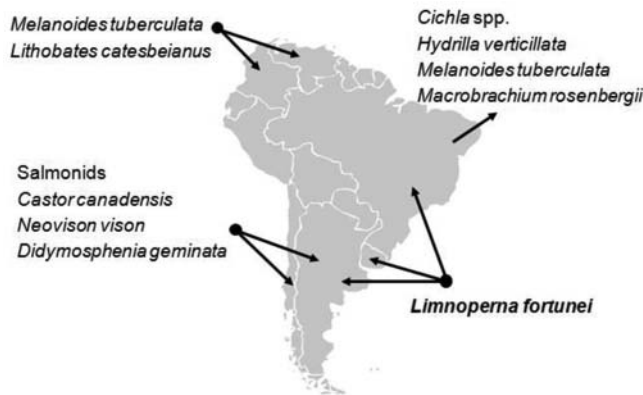 Melanoides tuberculata
Lithobates catesbeianus
Cichla spp.
Hydrilla verticillata
Melanoides tuberculata
Macrobrachium rosenbergii
Salmonids
Castor canadensis
Neovison vison
Didymosphenia geminata
Limnoperna fortunei